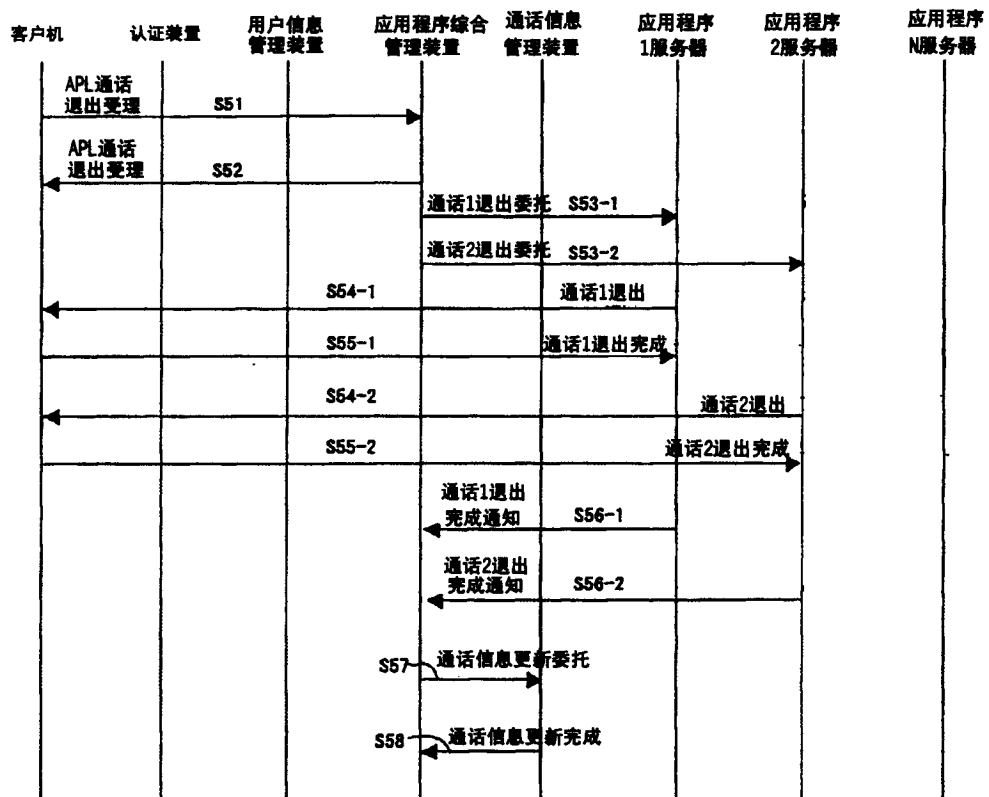 客户机
认证装置
用户信息
管理装置
应用程序综合
管理装置
通话信息
管理装置
应用程序
1服务器
应用程序
2服务器
应用程序
N服务器
APL通话
退出受理
S51
APL通话
退出受理
S52
通话1退出委托 S53-1
通话2退出委托 S53-2
S54-1
通话1退出
S55-1
通话1退出完成
S54-2
通话2退出
S55-2
通话2退出完成
通话1退出
完成通知
S56-1
通话2退出
完成通知
S56-2
S57
通话信息更新委托
S58
通话信息更新完成